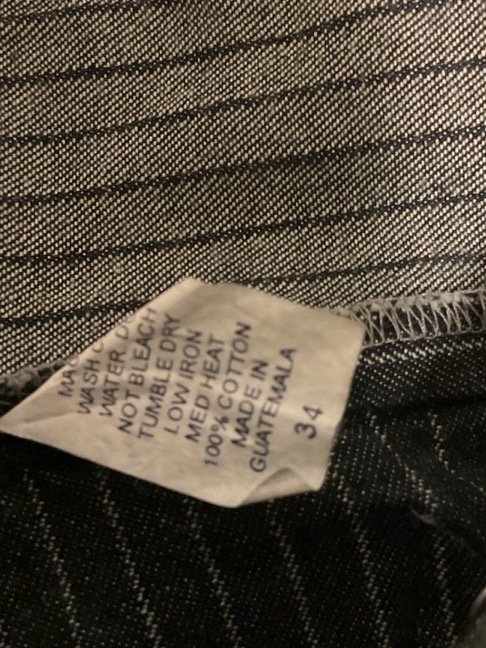 WASH
WATER
NOT BLEACH
TUMBLE DRY
LOW IRON
MED HEAT
100% COTTON
MADE IN
GUATEMALA
34